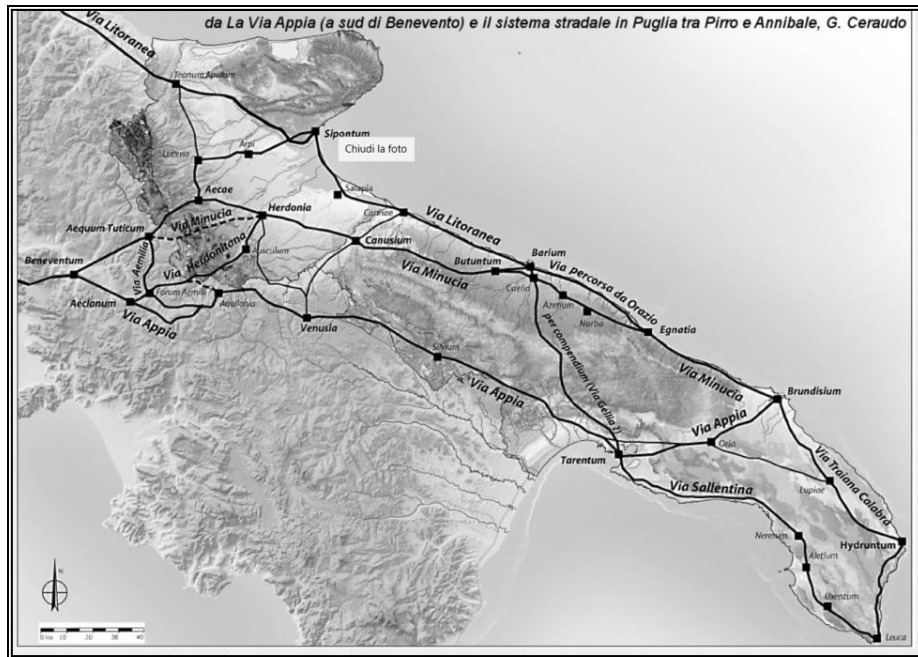 da La Via Appia (a sud di Benevento) e il sistema stradale in Puglia tra Pirro e Annibale, G. Ceraudo
Via Litoranea
Teanum Apulum
Sipontum
Chiudi la foto
Arpi
Luceria
Salapia
Aecae
Herdonia
Cannae
Via Litoranea
Via Minucia
Aequum Tuticum
Canusium
Ausculum
Via Herdonitana
Via Aemilia
Beneventum
Barium
Butuntum
Via Minucia
Caelia
Via percorsa da Orazio
Azetium
Norba
Forum Aemilii
Aquilonia
Aeclanum
Via Appia
Venusia
Egnatia
Silvium
per compendium (Via Gellia?)
Via Minucia
Via Appia
Brundisium
Via Appia
Oria
Tarentum
Via Traiana Calabra
Lupiae
Via Sallentina
Neretum
Hydruntum
Aletium
Uxentum
Leuca
0 km 10 20 30 40